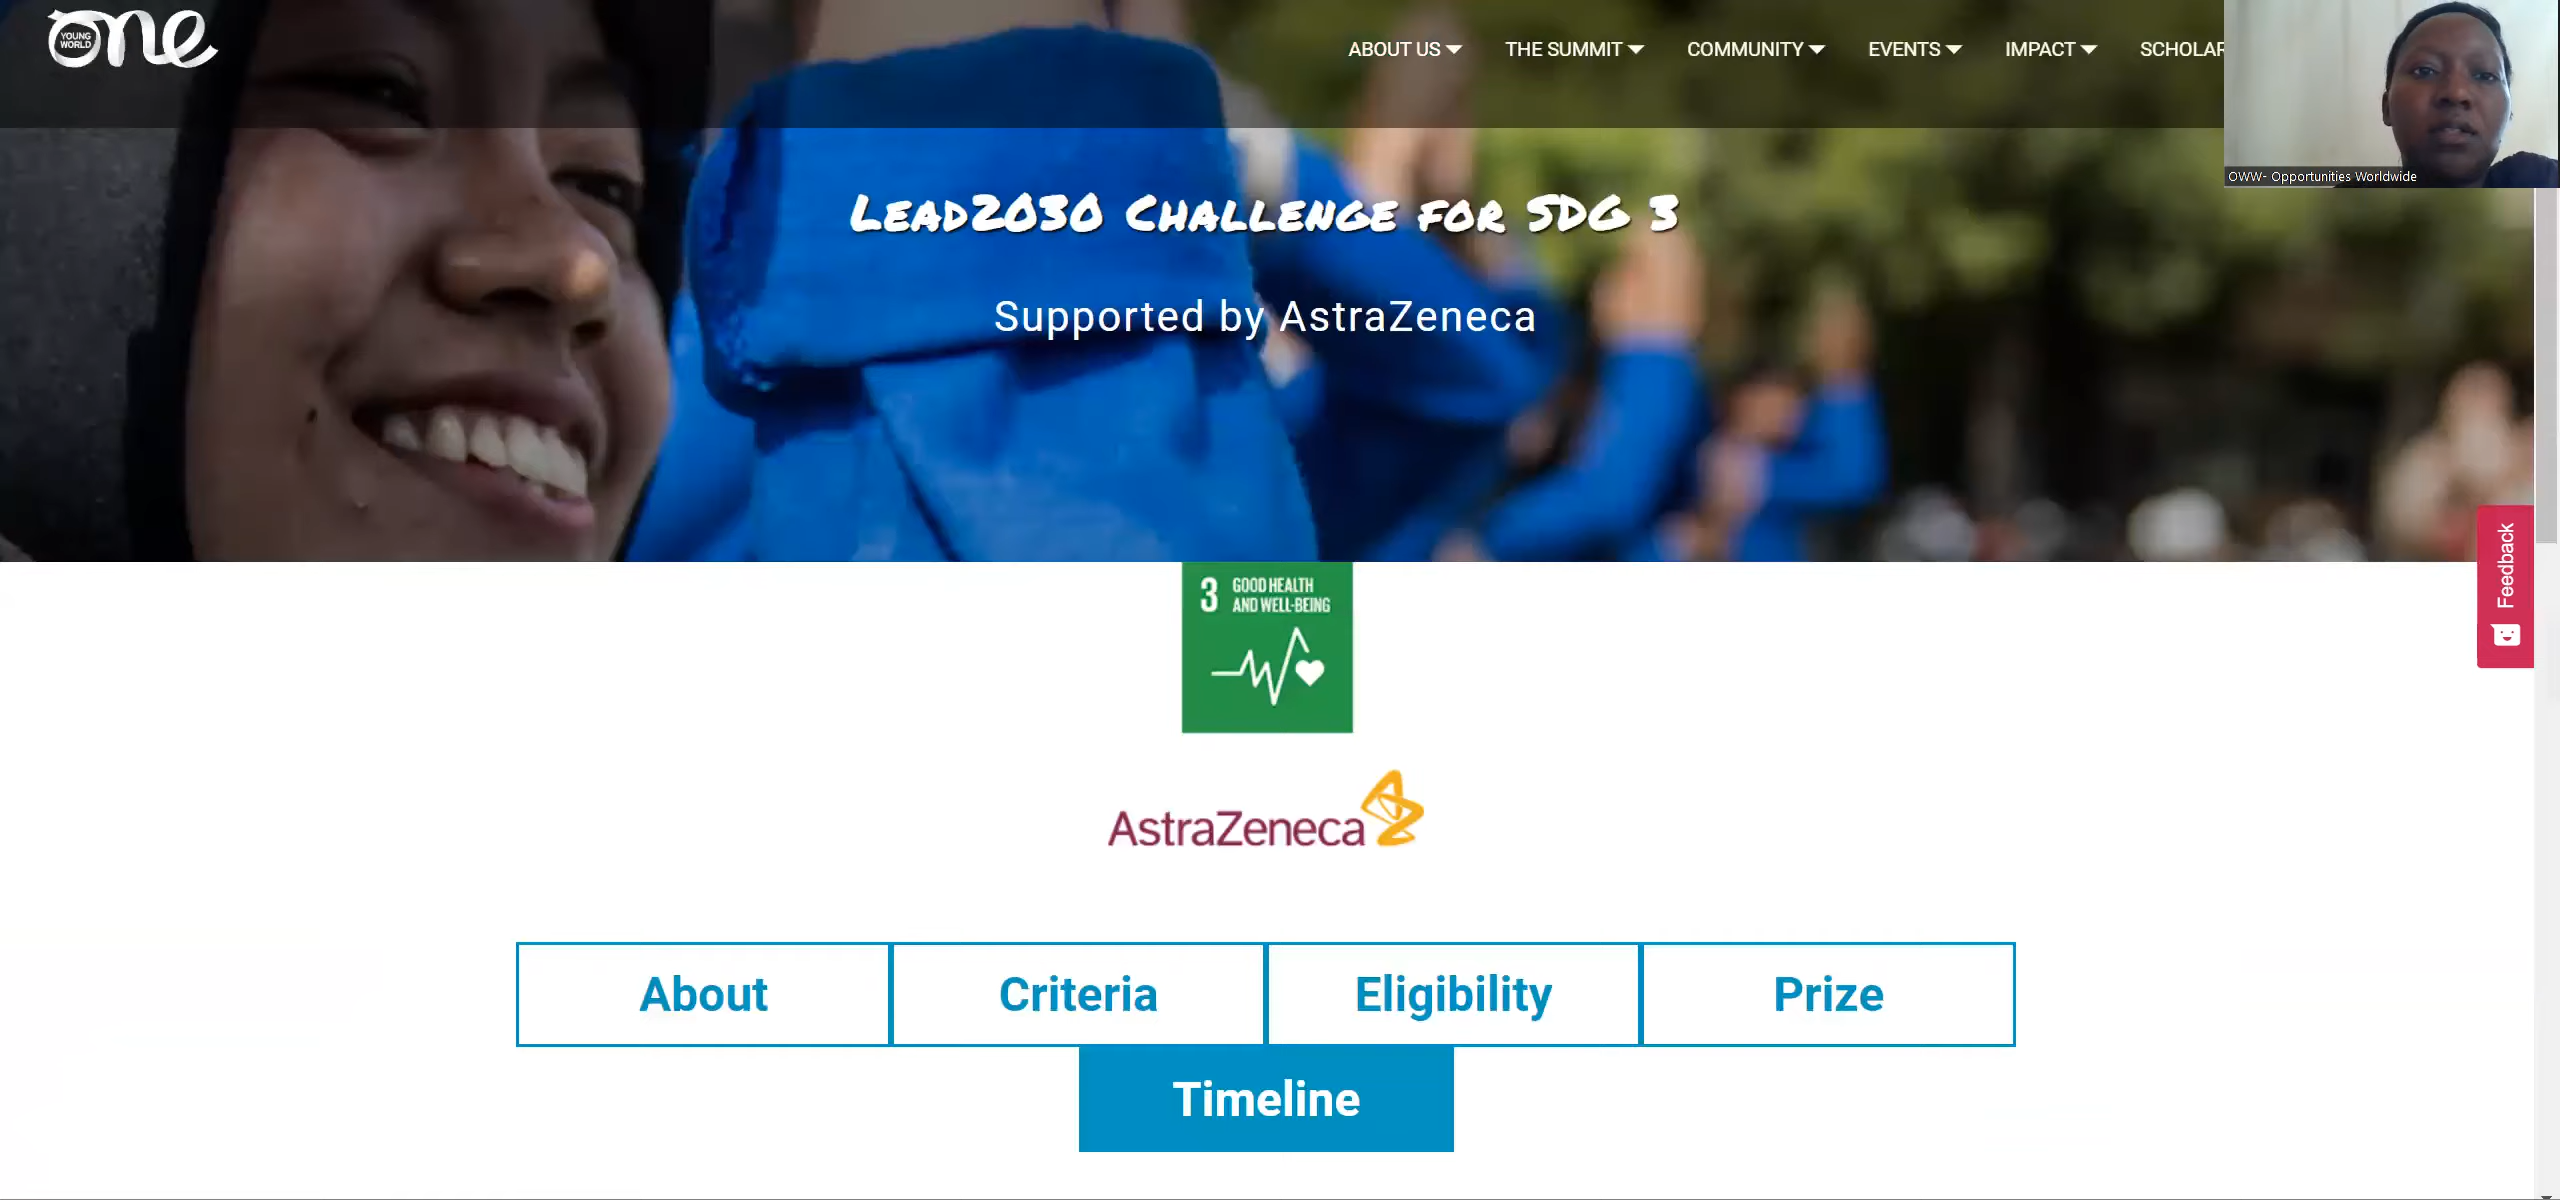 YOUNG
WORLD
one
ABOUT US
THE SUMMIT
COMMUNITY
EVENTS
IMPACT
SCHOLAR
OWW- Opportunities Worldwide
Lead2030 Challenge for SDG 3
Supported by AstraZeneca
Feedback
3 GOOD HEALTH
AND WELL-BEING
AstraZeneca
About
Criteria
Eligibility
Prize
Timeline